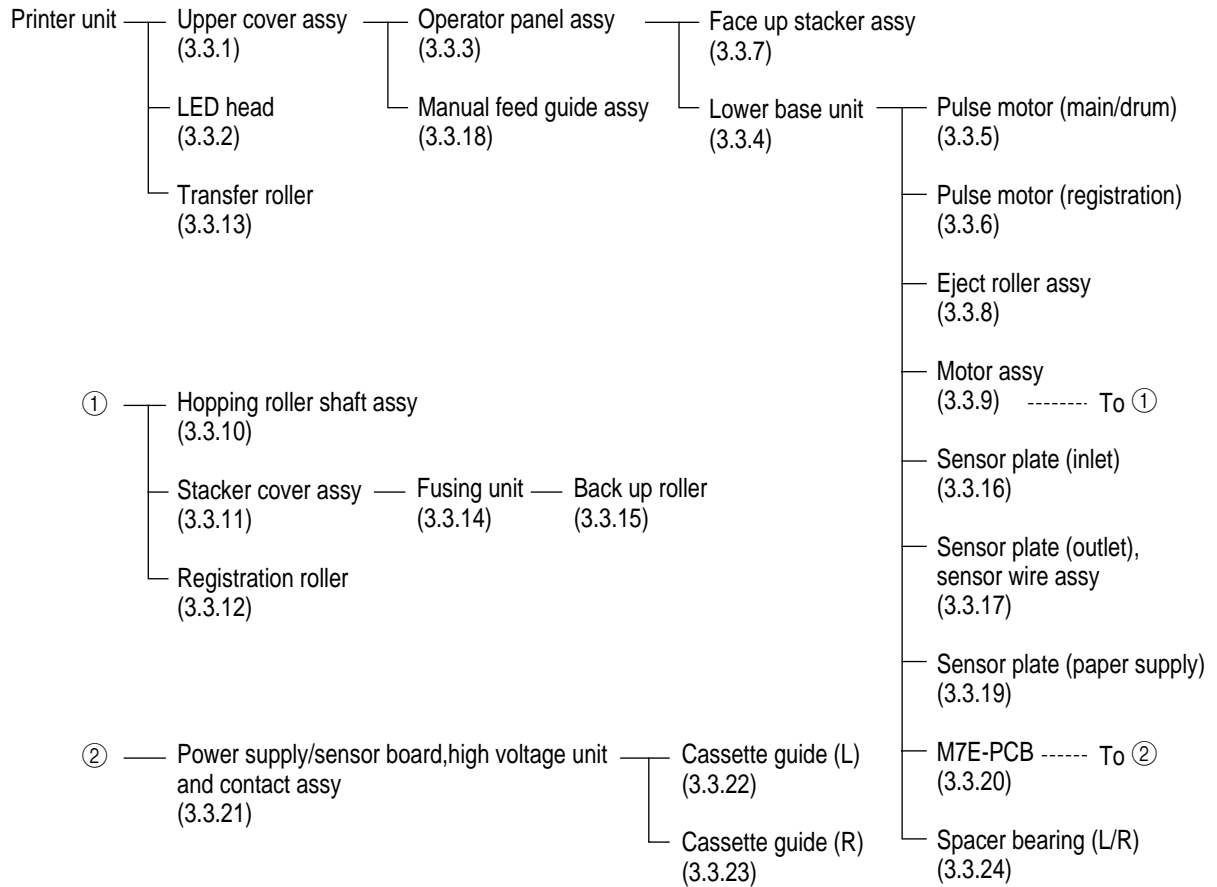 Printer unit
Upper cover assy
(3.3.1)
Operator panel assy
(3.3.3)
Face up stacker assy
(3.3.7)
LED head
(3.3.2)
Manual feed guide assy
(3.3.18)
Lower base unit
(3.3.4)
Pulse motor (main/drum)
(3.3.5)
Transfer roller
(3.3.13)
Pulse motor (registration)
(3.3.6)
Eject roller assy
(3.3.8)
Motor assy
(3.3.9) -------- To ①
① Hopping roller shaft assy
(3.3.10)
Stacker cover assy
(3.3.11)
Fusing unit
(3.3.14)
Back up roller
(3.3.15)
Registration roller
(3.3.12)
Sensor plate (inlet)
(3.3.16)
Sensor plate (outlet),
sensor wire assy
(3.3.17)
Sensor plate (paper supply)
(3.3.19)
M7E-PCB ------ To ②
(3.3.20)
Spacer bearing (L/R)
(3.3.24)
② Power supply/sensor board,high voltage unit
and contact assy
(3.3.21)
Cassette guide (L)
(3.3.22)
Cassette guide (R)
(3.3.23)